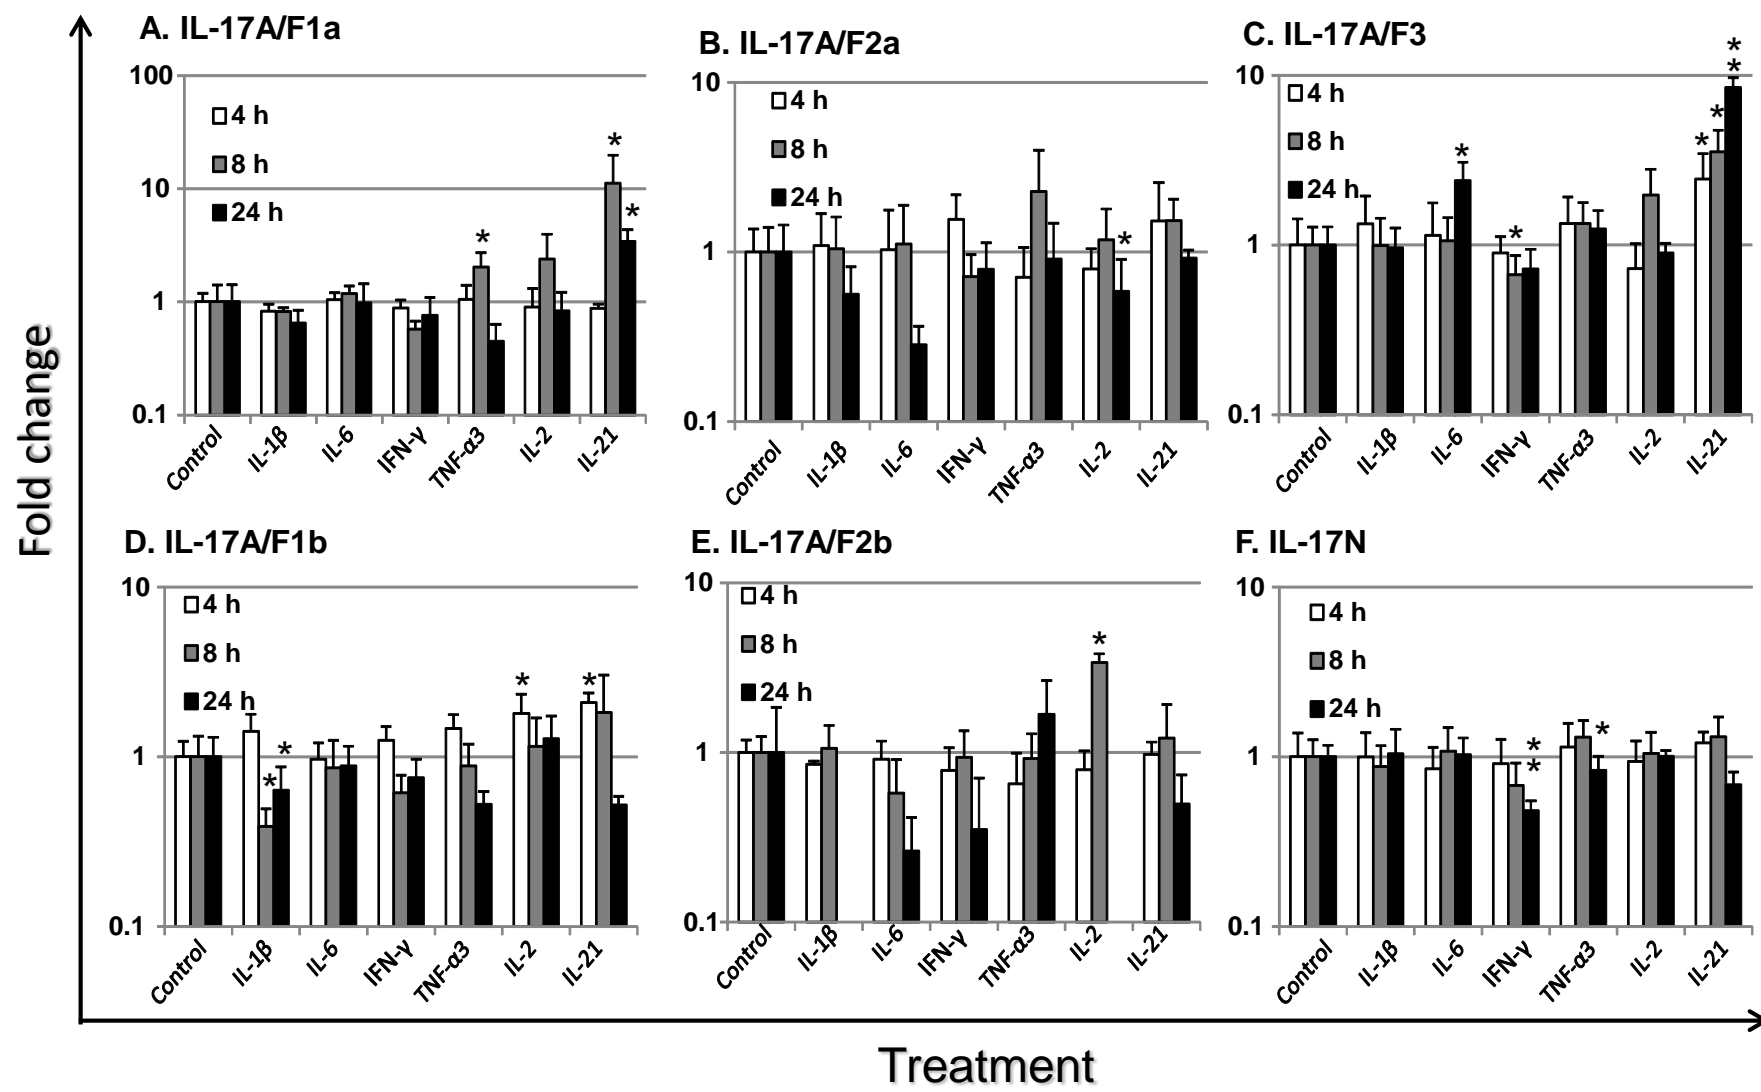 A. IL-17A/F1a
100
10
1
0.1
4 h
8 h
24 h
*
*
*
Control
IL-1β
IL-6
IFN-γ
TNF-α3
IL-2
IL-21
B. IL-17A/F2a
10
1
0.1
4 h
8 h
24 h
*
Control
IL-1β
IL-6
IFN-γ
TNF-α3
IL-2
IL-21
C. IL-17A/F3
10
1
0.1
4 h
8 h
24 h
*
*
*
*
*
*
Control
IL-1β
IL-6
IFN-γ
TNF-α3
IL-2
IL-21
Fold change
D. IL-17A/F1b
10
1
0.1
4 h
8 h
24 h
*
*
*
*
Control
IL-1β
IL-6
IFN-γ
TNF-α3
IL-2
IL-21
E. IL-17A/F2b
10
1
0.1
4 h
8 h
24 h
*
Control
IL-1β
IL-6
IFN-γ
TNF-α3
IL-2
IL-21
F. IL-17N
10
1
0.1
4 h
8 h
24 h
*
*
*
Control
IL-1β
IL-6
IFN-γ
TNF-α3
IL-2
IL-21
Treatment